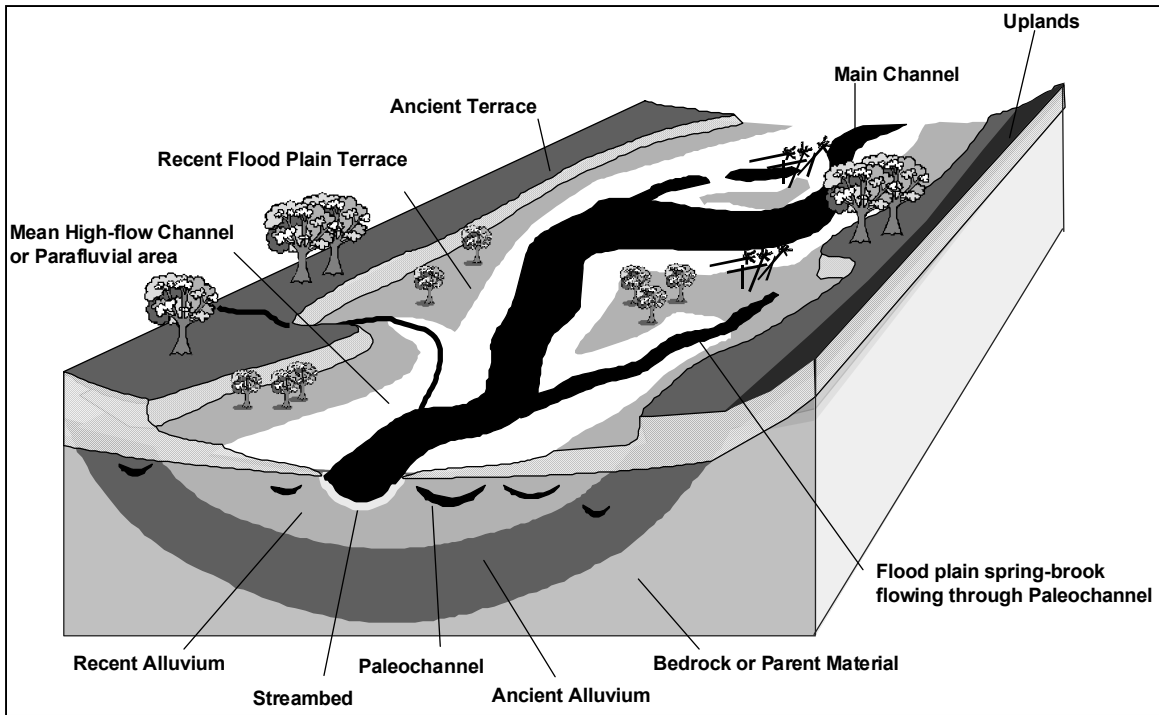 Uplands
Main Channel
Ancient Terrace
Recent Flood Plain Terrace
Mean High-flow Channel
or Parafluvial area
Flood plain spring-brook
flowing through Paleochannel
Recent Alluvium
Paleochannel
Bedrock or Parent Material
Streambed
Ancient Alluvium